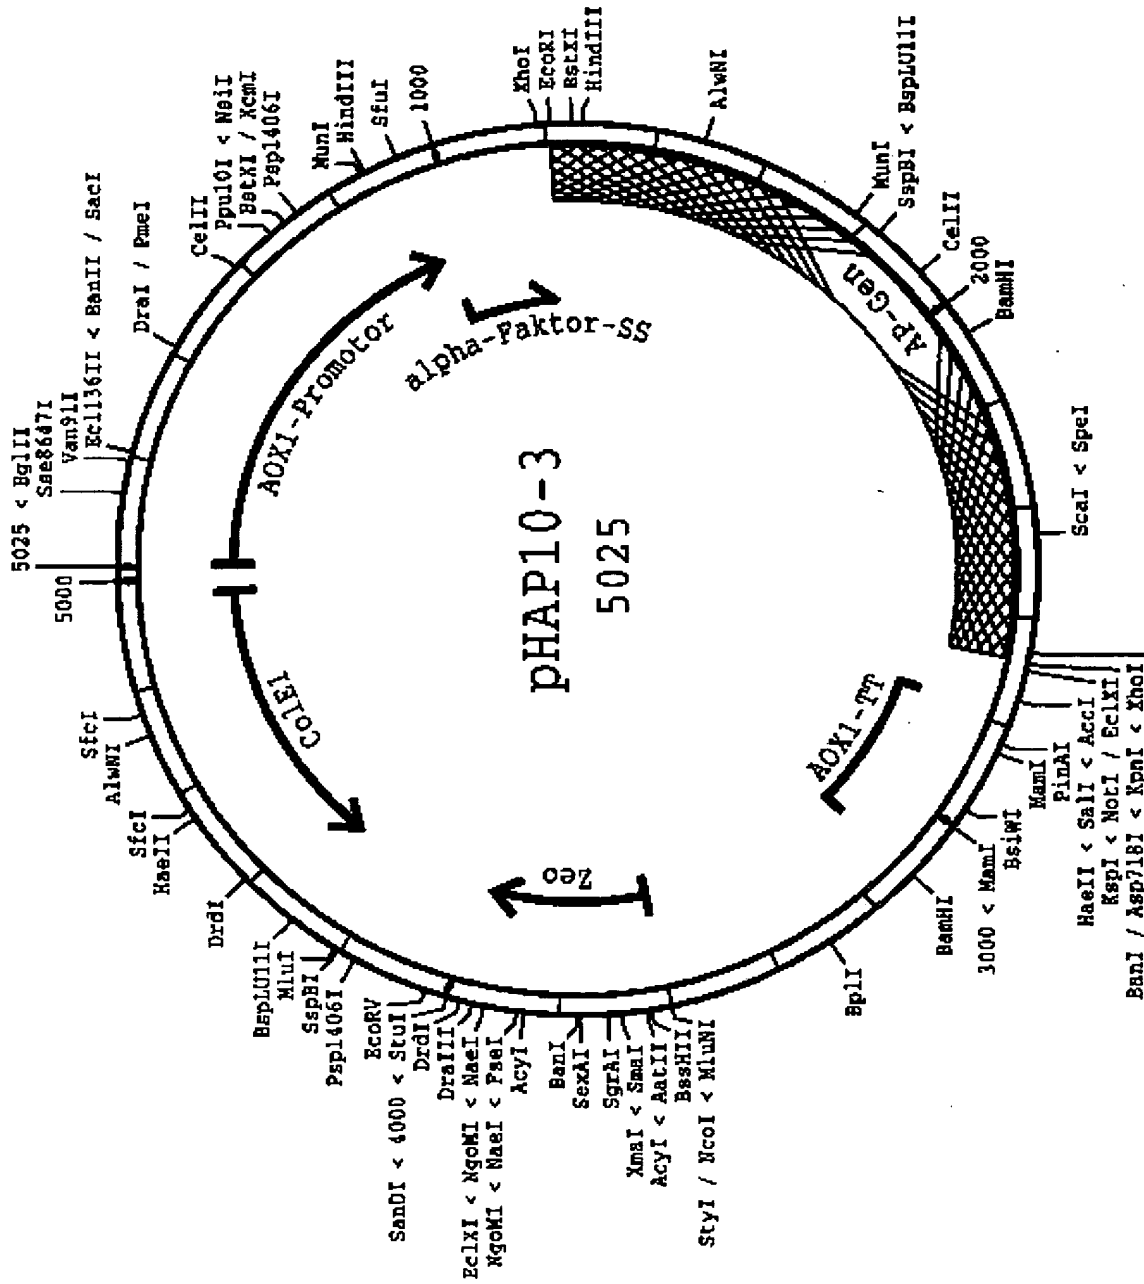 pHAP10-3
5025
5025 < BglII
Sse8647I
Van91I
Ecl136II < BanII / SacI
DraI / PmeI
CelII
Ppu10I < NsiI
BstXI / XcmI
Psp1406I
MunI
HindIII
SfuI
1000
XhoI
EcoRI
BstXI
HindIII
AlwNI
MunI
SspBI < BspLU11I
CelII
2000
BamHI
ScaI < SpeI
BanI / Asp718I < KpnI < XhoI
KspI < NotI / EclXI
HaeII < SalI < AccI
PinAI
MamI
BsiWI
3000 < MamI
BamHI
BplI
StyI / NcoI < MluNI
BssHII
AcyI < AatII
XmaI < SmaI
SgrAI
SexAI
BanI
AcyI
NgoMI < NaeI < FseI
EclXI < NgoMI < NaeI
DraIII
DrdI
SanDI < 4000 < StuI
EcoRV
Psp1406I
SspBI
MluI
BspLU11I
DrdI
HaeII
SfcI
AlwNI
SfcI
5000
AOX1-Promotor
alpha-Faktor-SS
AP-Gen
AOX1-TT
Zeo
ColE1